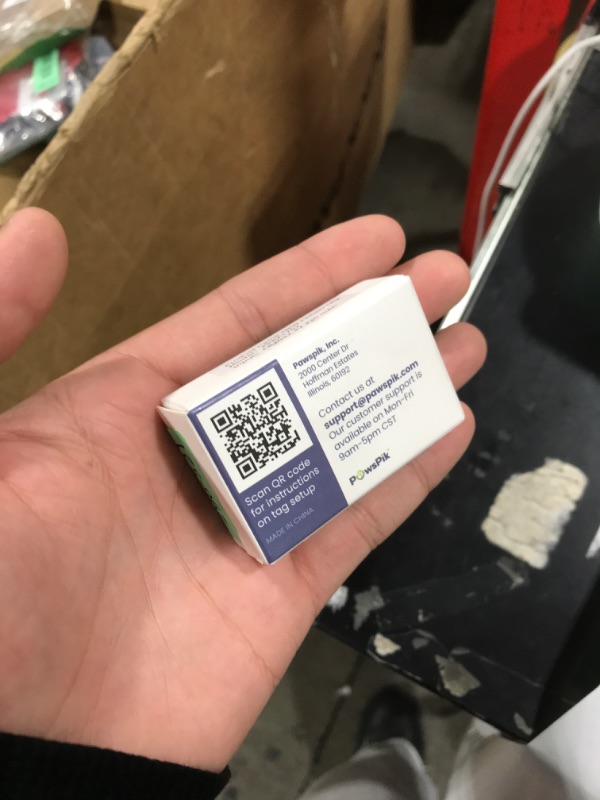 Pawspik, Inc.
2000 Center Dr
Hoffman Estates
Illinois, 60192
Contact us at
support@pawspik.com
Our customer support is
available on Mon-Fri
9am-5pm CST
PawsPik
Scan QR code
for instructions
on tag setup
MADE IN CHINA